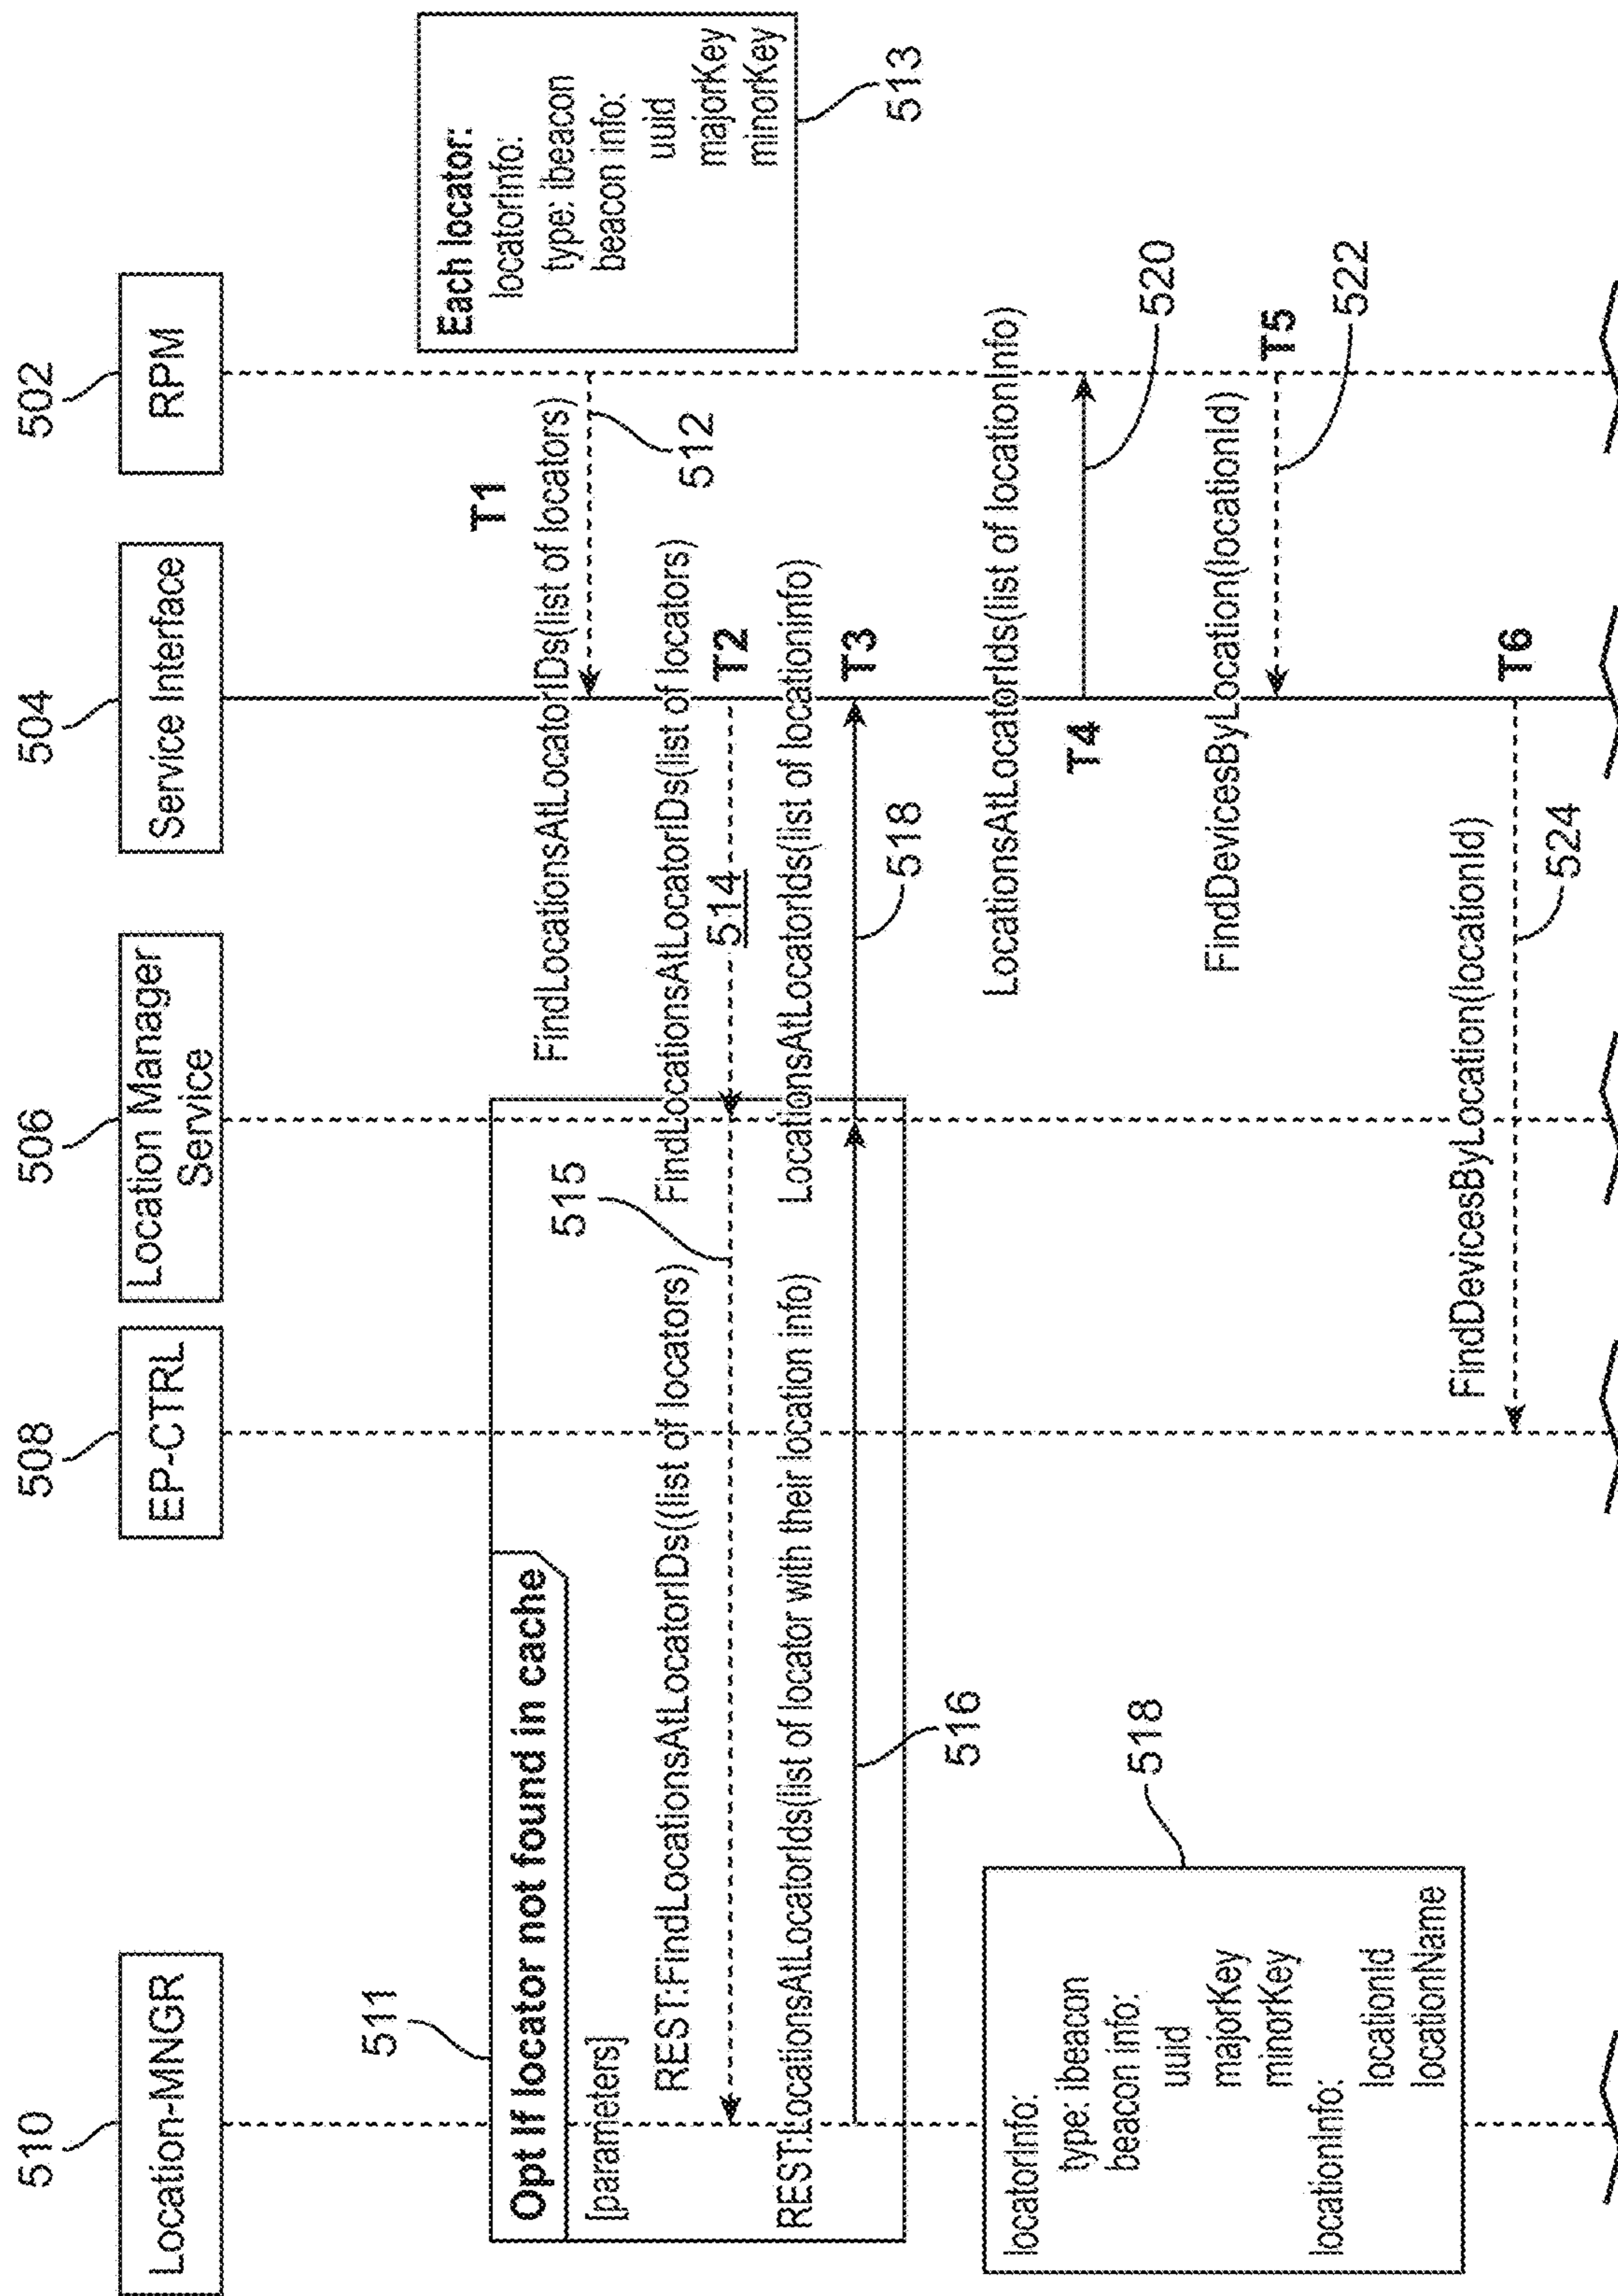 510
508
506
504
502
Location-MNGR
EP-CTRL
Location Manager
Service
Service Interface
RPM
511
Opt If locator not found in cache
[parameters]
Each locator:
locatorInfo:
type: ibeacon
beacon info:
uuid
majorKey
minorKey
513
T1
FindLocationsAtLocatorIDs(list of locators)
512
515
REST:FindLocationsAtLocatorIDs((list of locators)
FindLocationsAtLocatorIDs(list of locators)
514
T2
REST:LocationsAtLocatorIds(list of locator with their location info)
LocationsAtLocatorIds(list of locationinfo)
T3
516
518
LocationsAtLocatorIds(list of locationInfo)
T4
520
518
locatorInfo:
type: ibeacon
beacon info:
uuid
majorKey
minorKey
locationInfo:
locationId
locationName
FindDevicesByLocation(locationId)
T5
522
FindDevicesByLocation(locationId)
T6
524